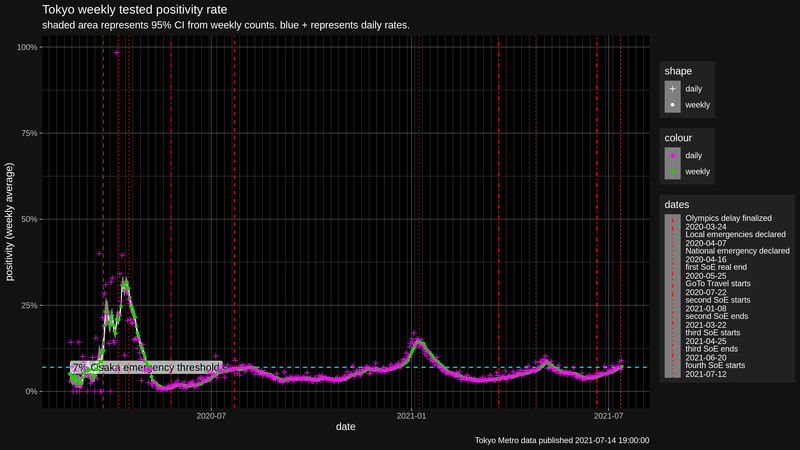 Tokyo weekly tested positivity rate
shaded area represents 95% CI from weekly counts. blue + represents daily rates.
100%
75%
50%
25%
0%
positivity (weekly average)
7% Osaka emergency threshold
2020-07
2021-01
2021-07
date
Tokyo Metro data published 2021-07-14 19:00:00
shape
daily
weekly
colour
daily
weekly
dates
Olympics delay finalized
2020-03-24
Local emergencies declared
2020-04-07
National emergency declared
2020-04-16
first SoE real end
2020-05-25
GoTo Travel starts
2020-07-22
second SoE starts
2021-01-08
second SoE ends
2021-03-22
third SoE starts
2021-04-25
third SoE ends
2021-06-20
fourth SoE starts
2021-07-12